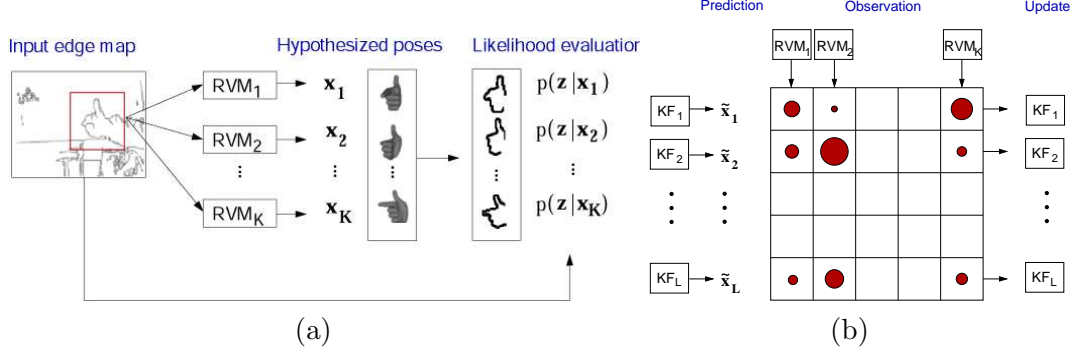 Input edge map
Hypothesized poses
Likelihood evaluation
RVM1
x1
p(z|x1)
RVM2
x2
p(z|x2)
⋮ ⋮ ⋮ ⋮
RVMK
xK
p(z|xK)
(a)
Prediction Observation Update
RVM1 RVM2 RVMK
KF1 x̃1 KF1
KF2 x̃2 KF2
⋮ ⋮ ⋮
KFL x̃L KFL
(b)